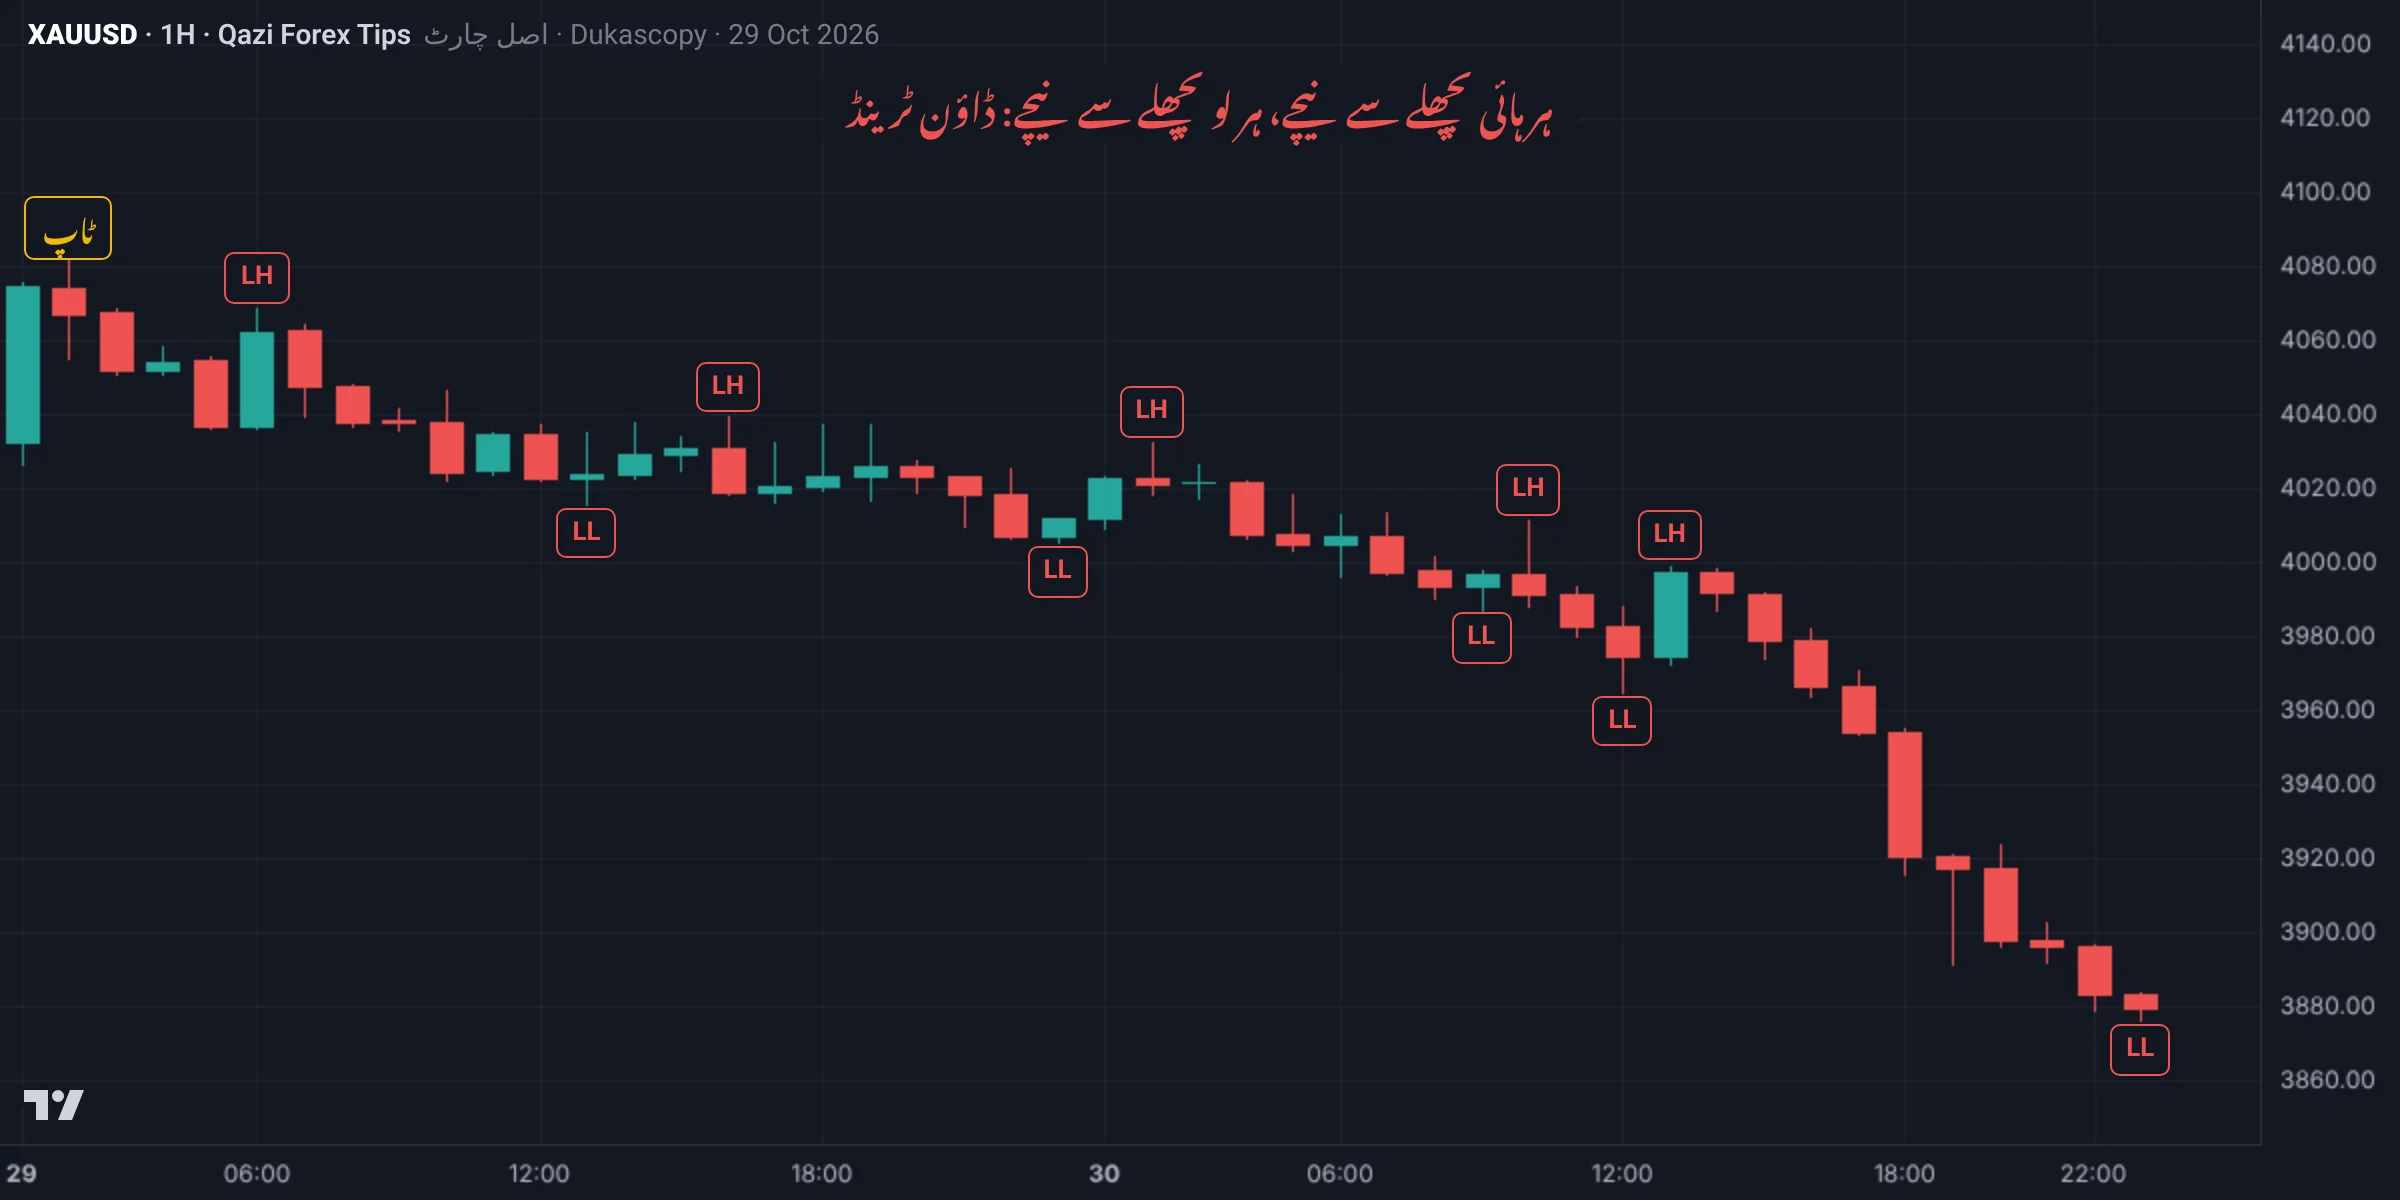 XAUUSD · 1H · Qazi Forex Tips اصل چارٹ · Dukascopy · 29 Oct 2026
ہر ہائی پچھلے سے نیچے، ہر لو پچھلے سے نیچے: ڈاؤن ٹرینڈ
ٹاپ
LH
LH
LH
LH
LH
LL
LL
LL
LL
LL
4140.00
4120.00
4100.00
4080.00
4060.00
4040.00
4020.00
4000.00
3980.00
3960.00
3940.00
3920.00
3900.00
3880.00
3860.00
29 06:00 12:00 18:00 30 06:00 12:00 18:00 22:00